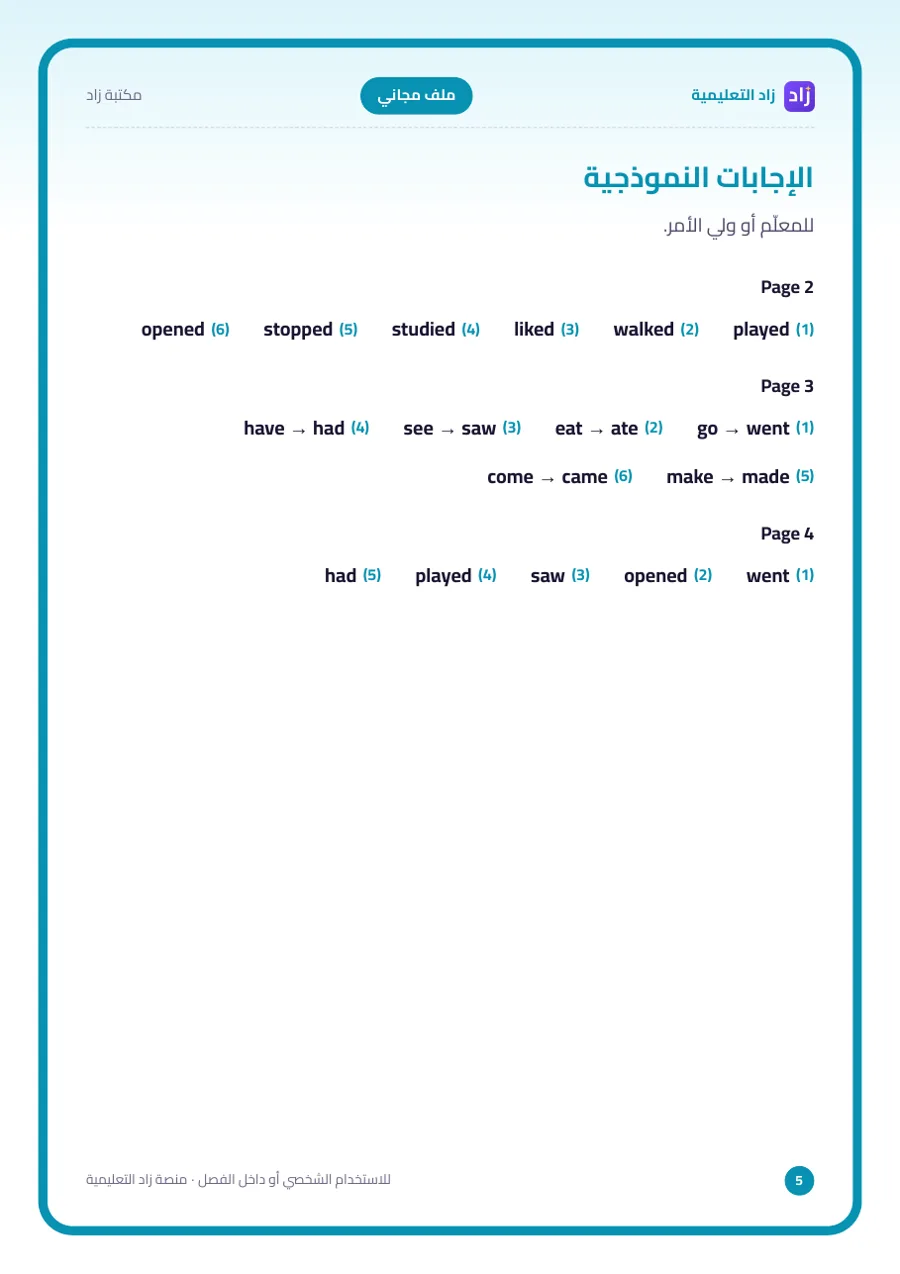 زاد زاد التعليمية
ملف مجاني
مكتبة زاد
الإجابات النموذجية
للمعلّم أو ولي الأمر.
Page 2
(1) played (2) walked (3) liked (4) studied (5) stopped (6) opened
Page 3
(1) go → went (2) eat → ate (3) see → saw (4) have → had
(5) make → made (6) come → came
Page 4
(1) went (2) opened (3) saw (4) played (5) had
5
للاستخدام الشخصي أو داخل الفصل · منصة زاد التعليمية